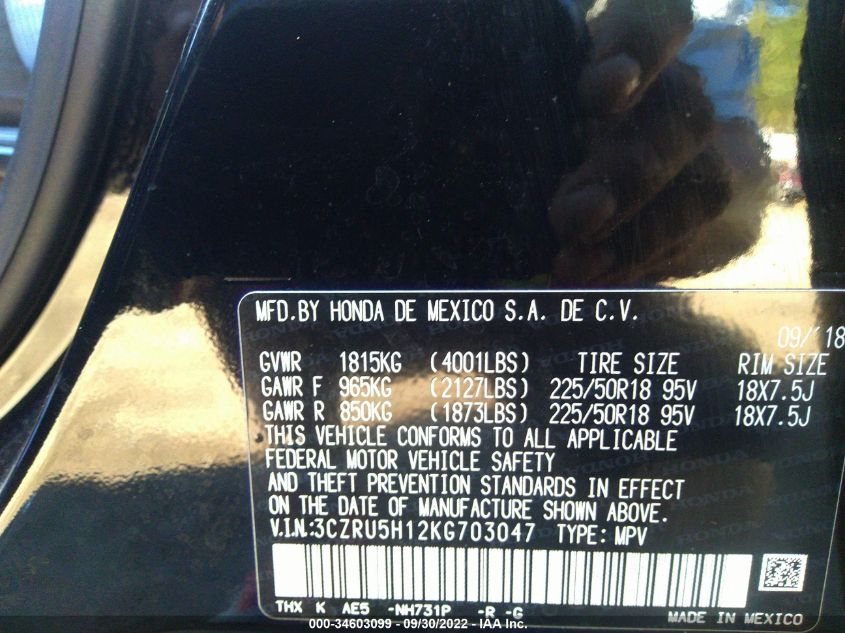 MFD.BY HONDA DE MEXICO S.A. DE C.V.
09/'18
GVWR 1815KG (4001LBS) TIRE SIZE RIM SIZE
GAWR F 965KG (2127LBS) 225/50R18 95V 18X7.5J
GAWR R 850KG (1873LBS) 225/50R18 95V 18X7.5J
THIS VEHICLE CONFORMS TO ALL APPLICABLE
FEDERAL MOTOR VEHICLE SAFETY
AND THEFT PREVENTION STANDARDS IN EFFECT
ON THE DATE OF MANUFACTURE SHOWN ABOVE.
V.I.N:3CZRU5H12KG703047 TYPE: MPV
THX K AE5 -NH731P -R -G
MADE IN MEXICO
000-34603099 - 09/30/2022 - IAA Inc.